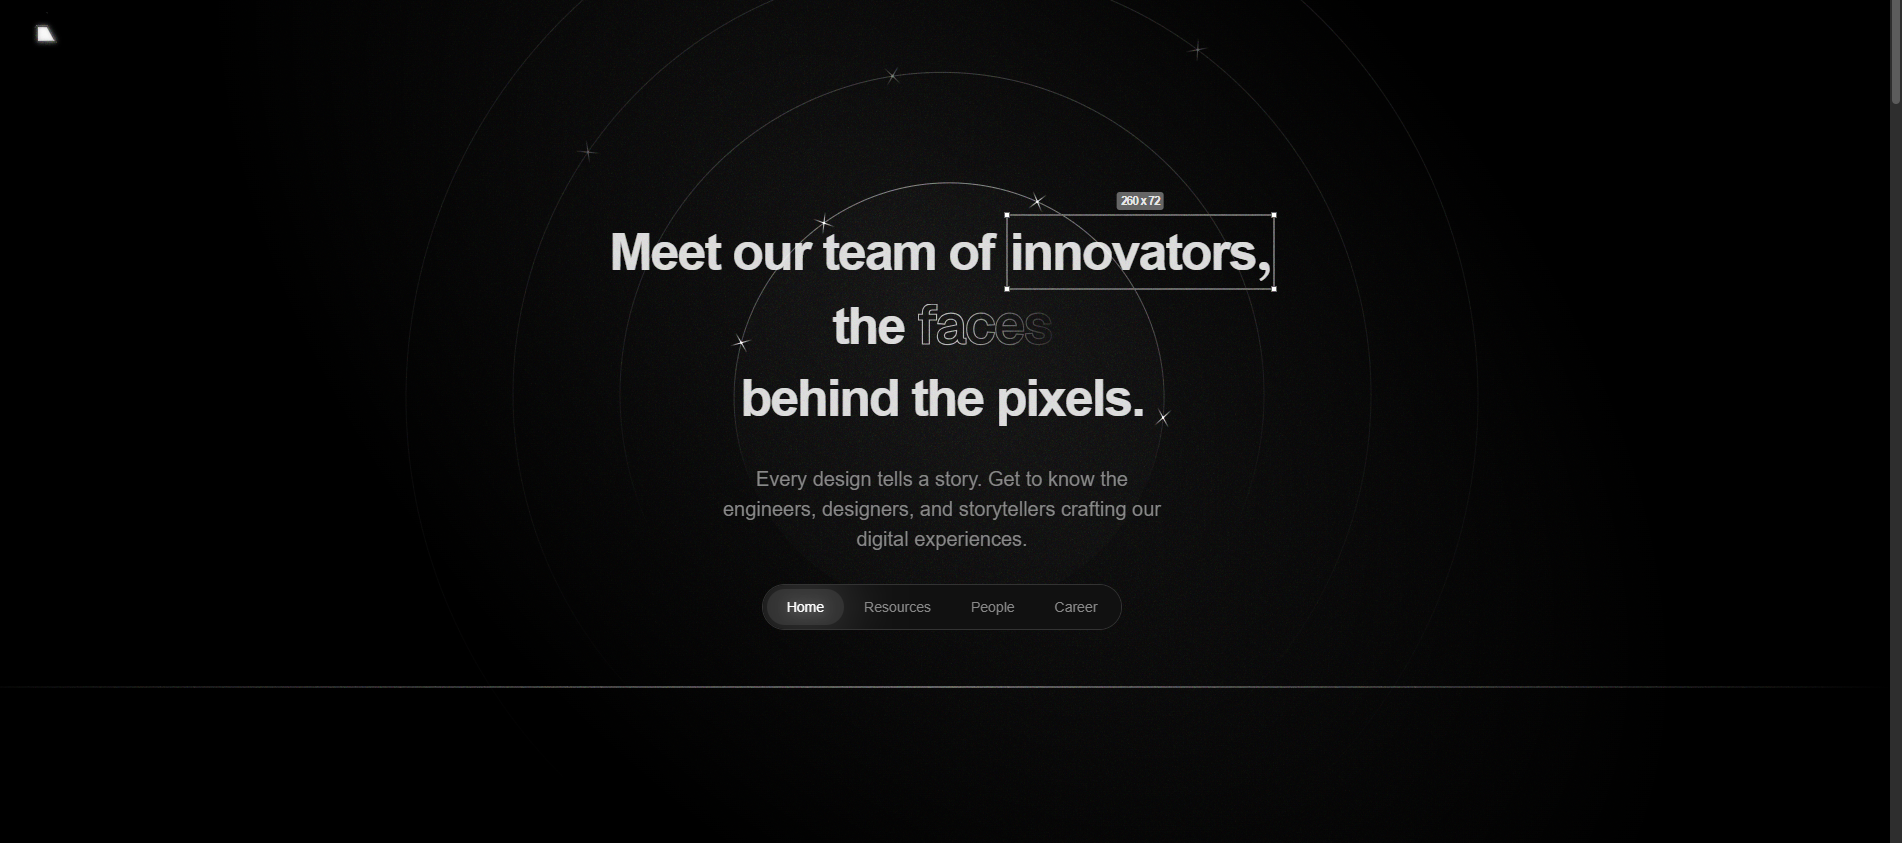 260 x 72
Meet our team of innovators,
the faces
behind the pixels.
Every design tells a story. Get to know the
engineers, designers, and storytellers crafting our
digital experiences.
Home Resources People Career